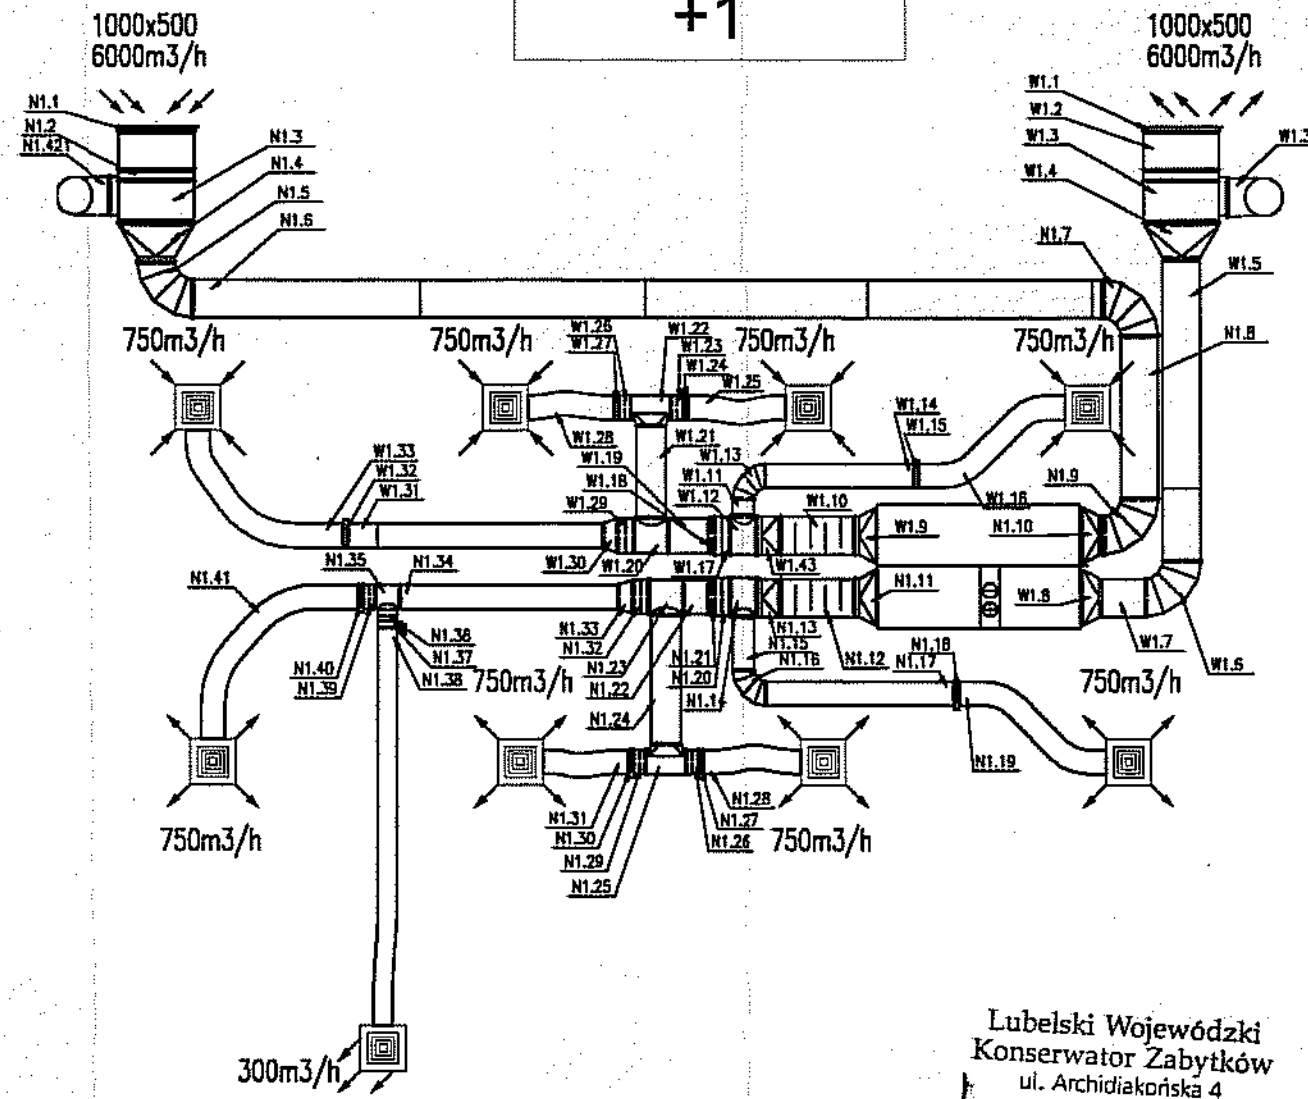 +1
1000x500
6000m3/h
1000x500
6000m3/h
N1.1
N1.2
N1.421
N1.3
N1.4
N1.5
N1.6
W1.1
W1.2
W1.3
W1.4
W1.3
N1.7
W1.5
N1.8
750m3/h
750m3/h
750m3/h
750m3/h
W1.26
W1.27
W1.22
W1.23
W1.24
W1.25
W1.28
W1.21
W1.19
W1.18
W1.13
W1.11
W1.12
W1.14
W1.15
W1.16
W1.10
W1.33
W1.32
W1.31
W1.29
W1.30
W1.20
W1.17
W1.43
W1.9
N1.9
N1.10
N1.35
N1.34
N1.41
N1.11
W1.8
W1.7
W1.6
N1.33
N1.32
N1.23
N1.22
N1.24
N1.21
N1.20
N1.14
N1.13
N1.15
N1.16
N1.12
N1.18
N1.17
N1.19
N1.40
N1.39
N1.36
N1.37
N1.38
750m3/h
750m3/h
750m3/h
750m3/h
N1.31
N1.30
N1.29
N1.25
N1.28
N1.27
N1.26
300m3/h
Lubelski Wojewódzki
Konserwator Zabytków
ul. Archidiakońska 4